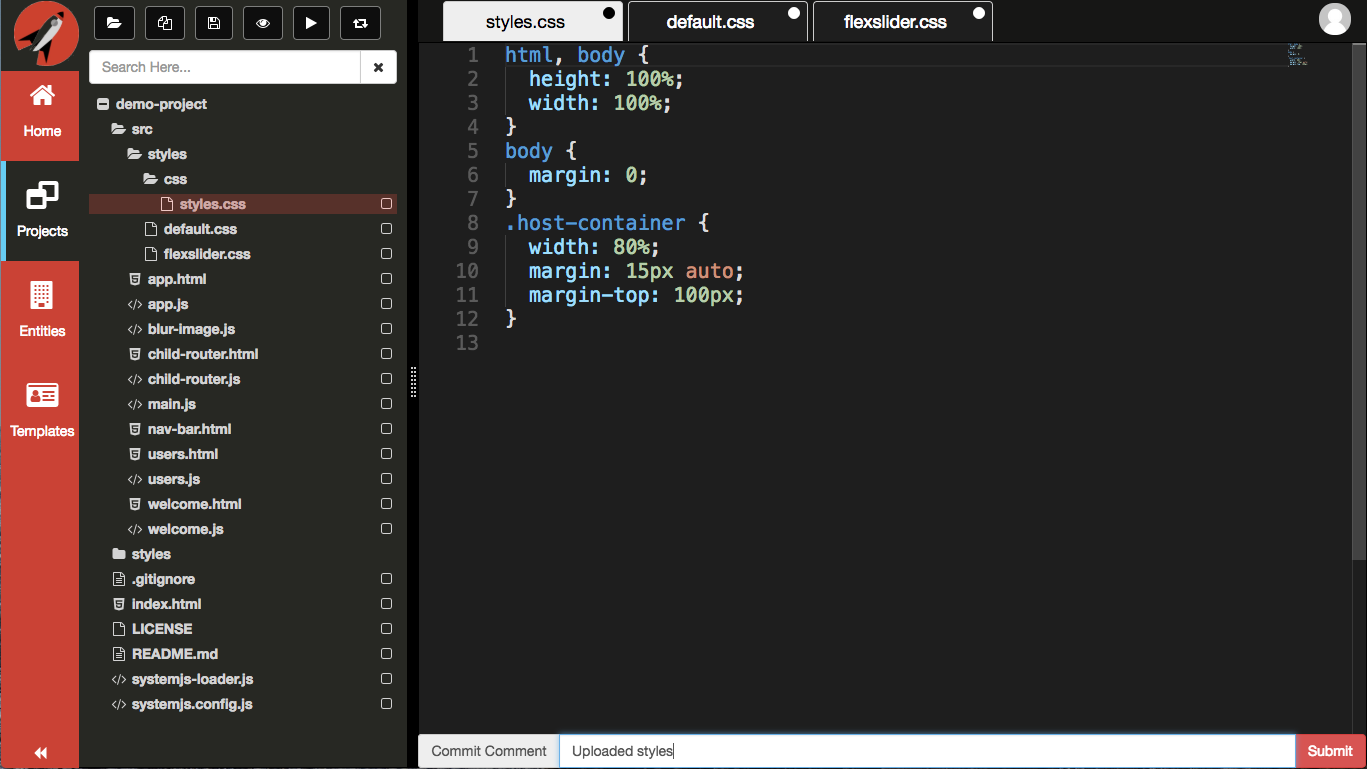 styles.css
default.css
flexslider.css
Search Here...
Home
Projects
Entities
Templates
demo-project
src
styles
css
styles.css
default.css
flexslider.css
app.html
app.js
blur-image.js
child-router.html
child-router.js
main.js
nav-bar.html
users.html
users.js
welcome.html
welcome.js
styles
.gitignore
index.html
LICENSE
README.md
systemjs-loader.js
systemjs.config.js
1 html, body {
2   height: 100%;
3   width: 100%;
4 }
5 body {
6   margin: 0;
7 }
8 .host-container {
9   width: 80%;
10   margin: 15px auto;
11   margin-top: 100px;
12 }
13
Commit Comment Uploaded styles Submit